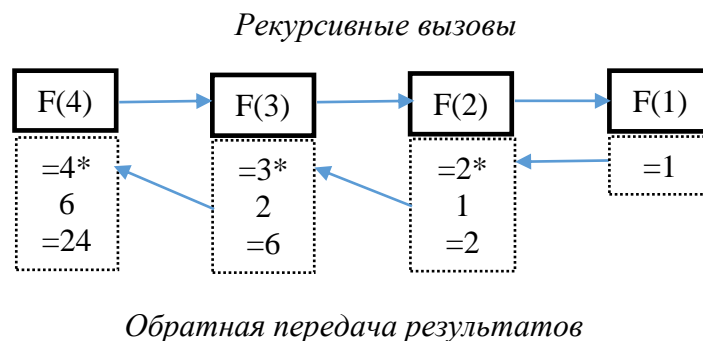 Рекурсивные вызовы
F(4) F(3) F(2) F(1)
=4* =3* =2* =1
6 2 1
=24 =6 =2
Обратная передача результатов